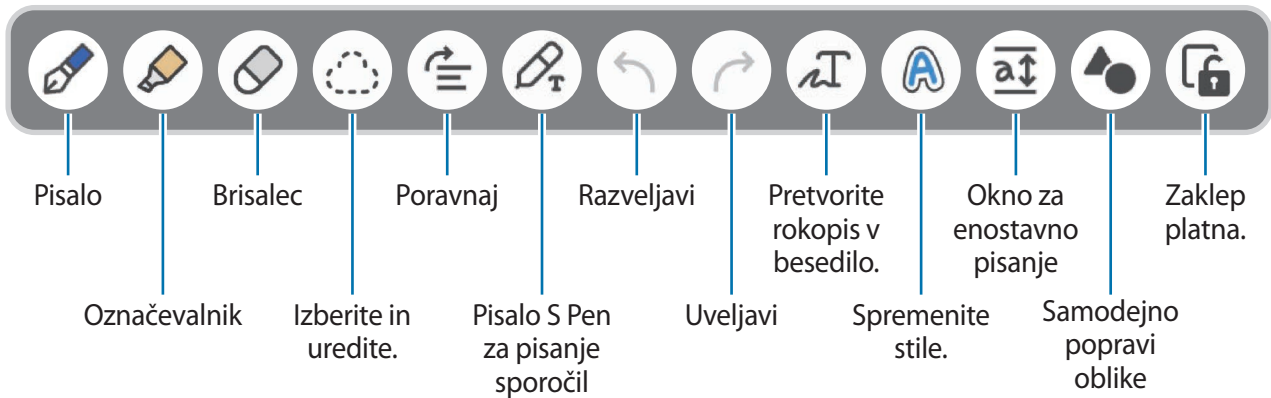 Pisalo
Označevalnik
Brisalec
Izberite in
uredite.
Poravnaj
Pisalo S Pen
za pisanje
sporočil
Razveljavi
Uveljavi
Pretvorite
rokopis v
besedilo.
Spremenite
stile.
Okno za
enostavno
pisanje
Samodejno
popravi
oblike
Zaklep
platna.